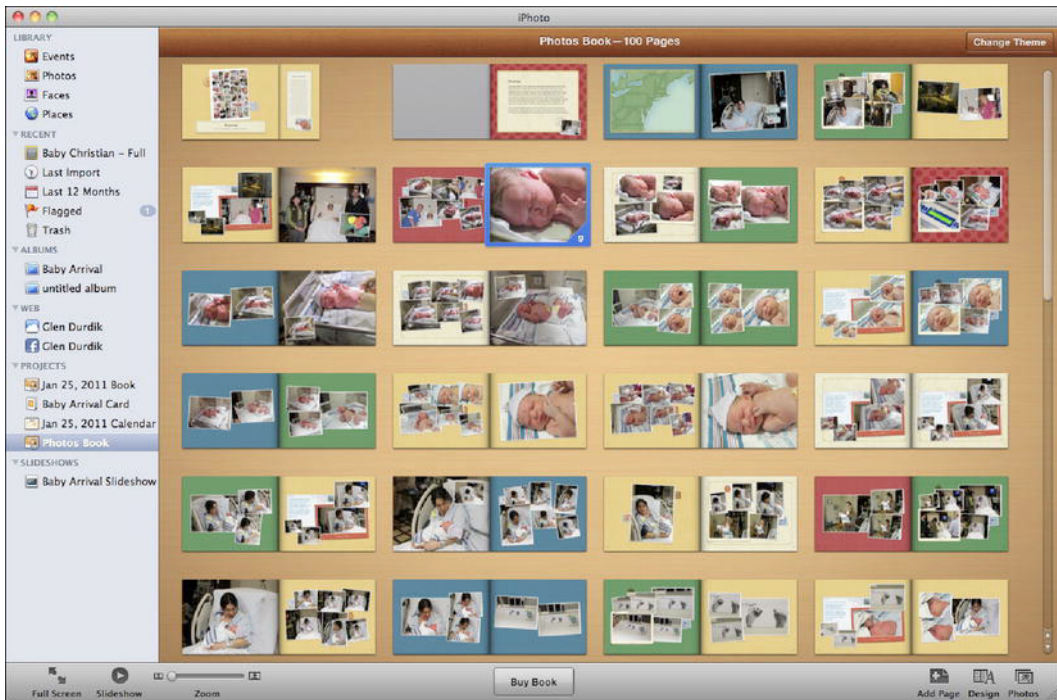 iPhoto
LIBRARY
Events
Photos
Faces
Places
RECENT
Baby Christian – Full
Last Import
Last 12 Months
Flagged 1
Trash
ALBUMS
Baby Arrival
untitled album
WEB
Glen Durdik
Glen Durdik
PROJECTS
Jan 25, 2011 Book
Baby Arrival Card
Jan 25, 2011 Calendar
Photos Book
SLIDESHOWS
Baby Arrival Slideshow
Photos Book—100 Pages
Change Theme
Full Screen
Slideshow
Zoom
Buy Book
Add Page
Design
Photos